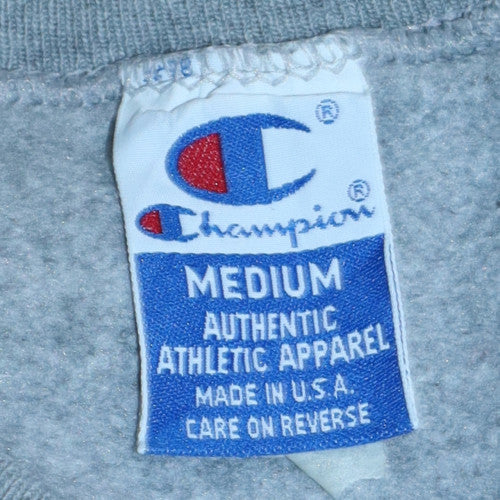 ®
Champion®
MEDIUM
AUTHENTIC
ATHLETIC APPAREL
MADE IN U.S.A.
CARE ON REVERSE